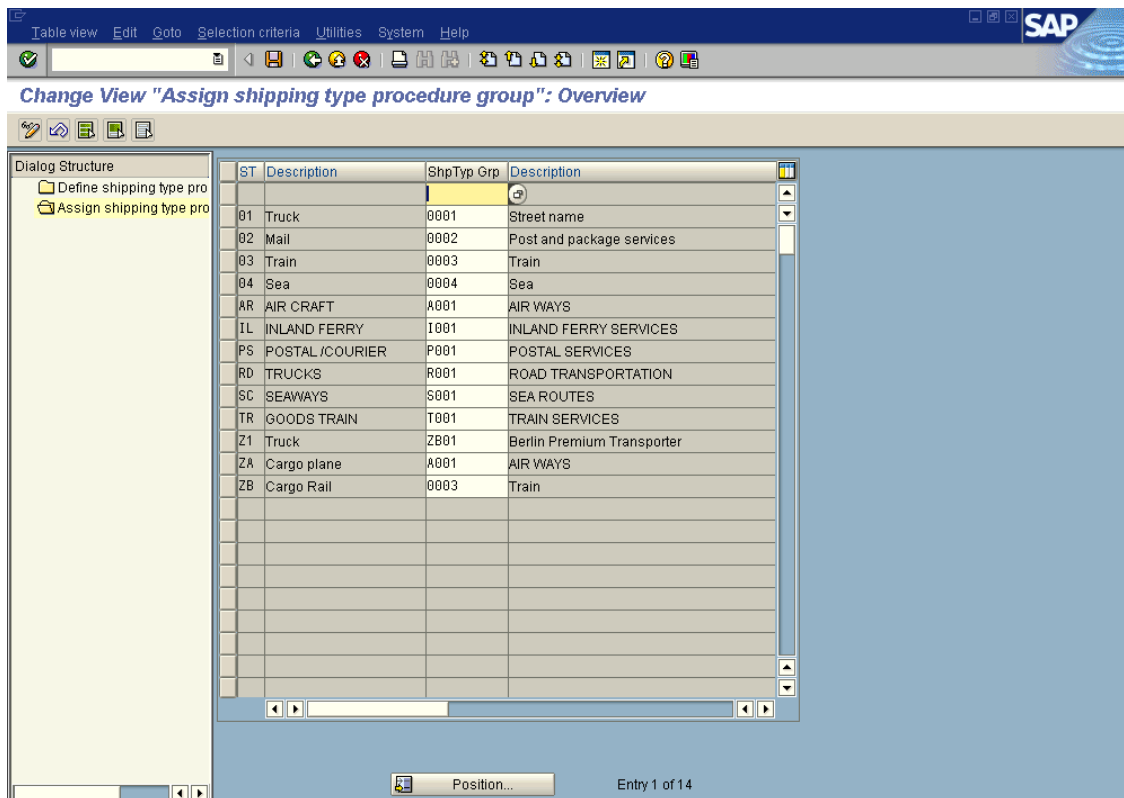 Table view Edit Goto Selection criteria Utilities System Help
SAP
Change View "Assign shipping type procedure group": Overview
Dialog Structure
Define shipping type pro
Assign shipping type pro
ST Description ShpTyp Grp Description
01 Truck 0001 Street name
02 Mail 0002 Post and package services
03 Train 0003 Train
04 Sea 0004 Sea
AR AIR CRAFT A001 AIR WAYS
IL INLAND FERRY I001 INLAND FERRY SERVICES
PS POSTAL /COURIER P001 POSTAL SERVICES
RD TRUCKS R001 ROAD TRANSPORTATION
SC SEAWAYS S001 SEA ROUTES
TR GOODS TRAIN T001 TRAIN SERVICES
Z1 Truck ZB01 Berlin Premium Transporter
ZA Cargo plane A001 AIR WAYS
ZB Cargo Rail 0003 Train
Position... Entry 1 of 14